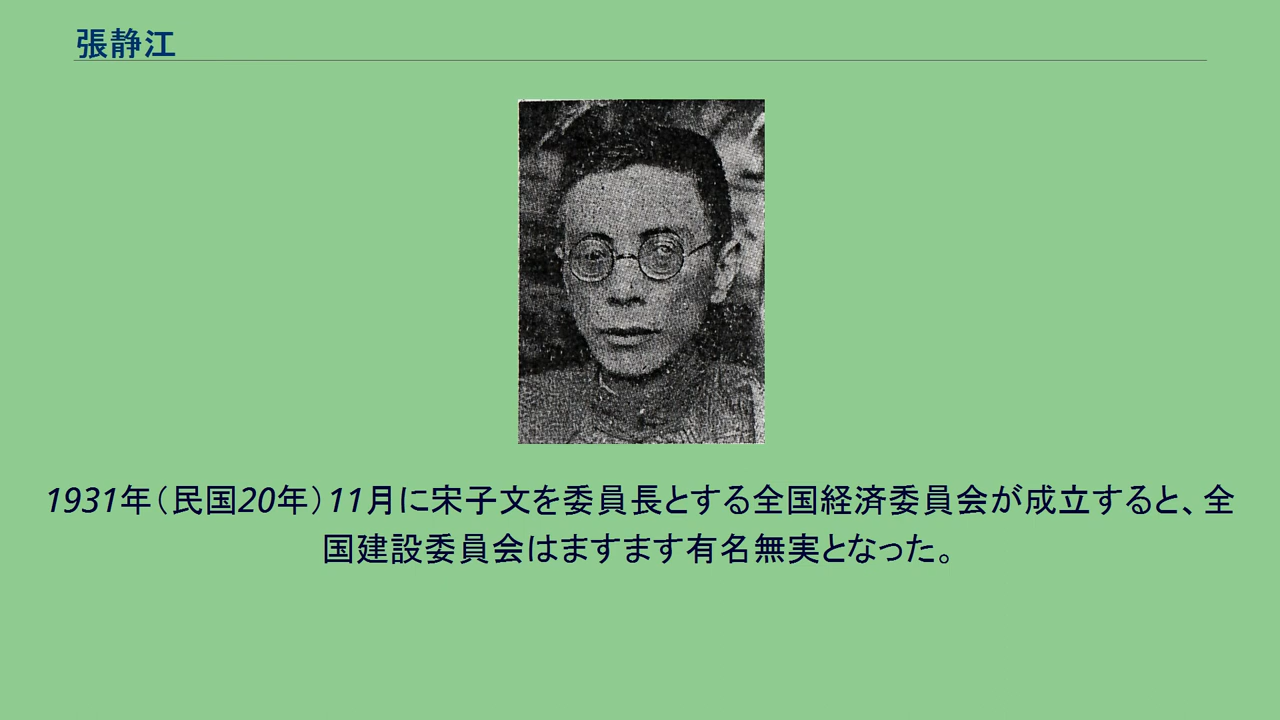 張静江
1931年（民国20年）11月に宋子文を委員長とする全国経済委員会が成立すると、全
国建設委員会はますます有名無実となった。